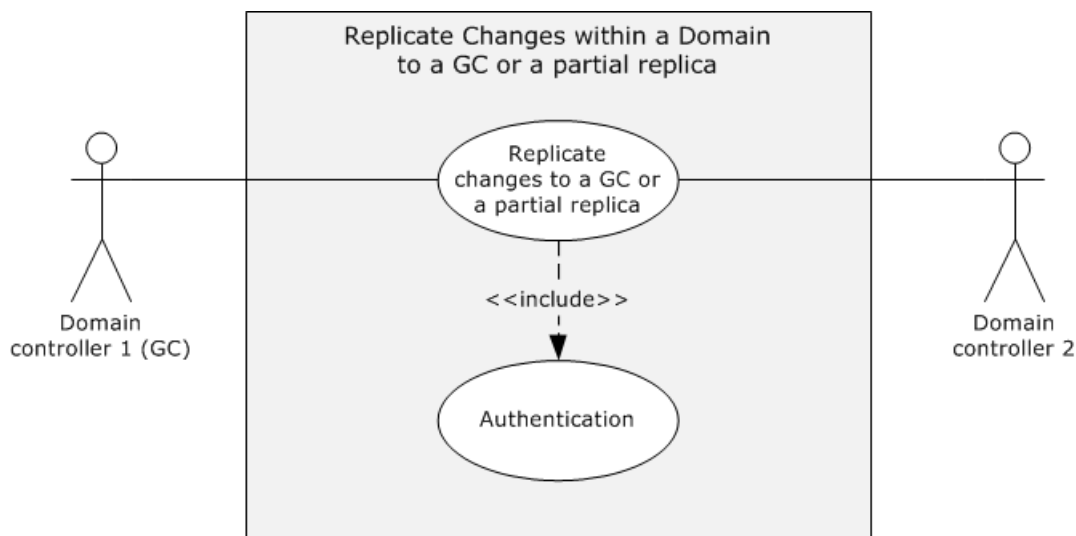 Replicate Changes within a Domain
to a GC or a partial replica
Replicate
changes to a GC or
a partial replica
<<include>>
Domain
controller 1 (GC)
Domain
controller 2
Authentication